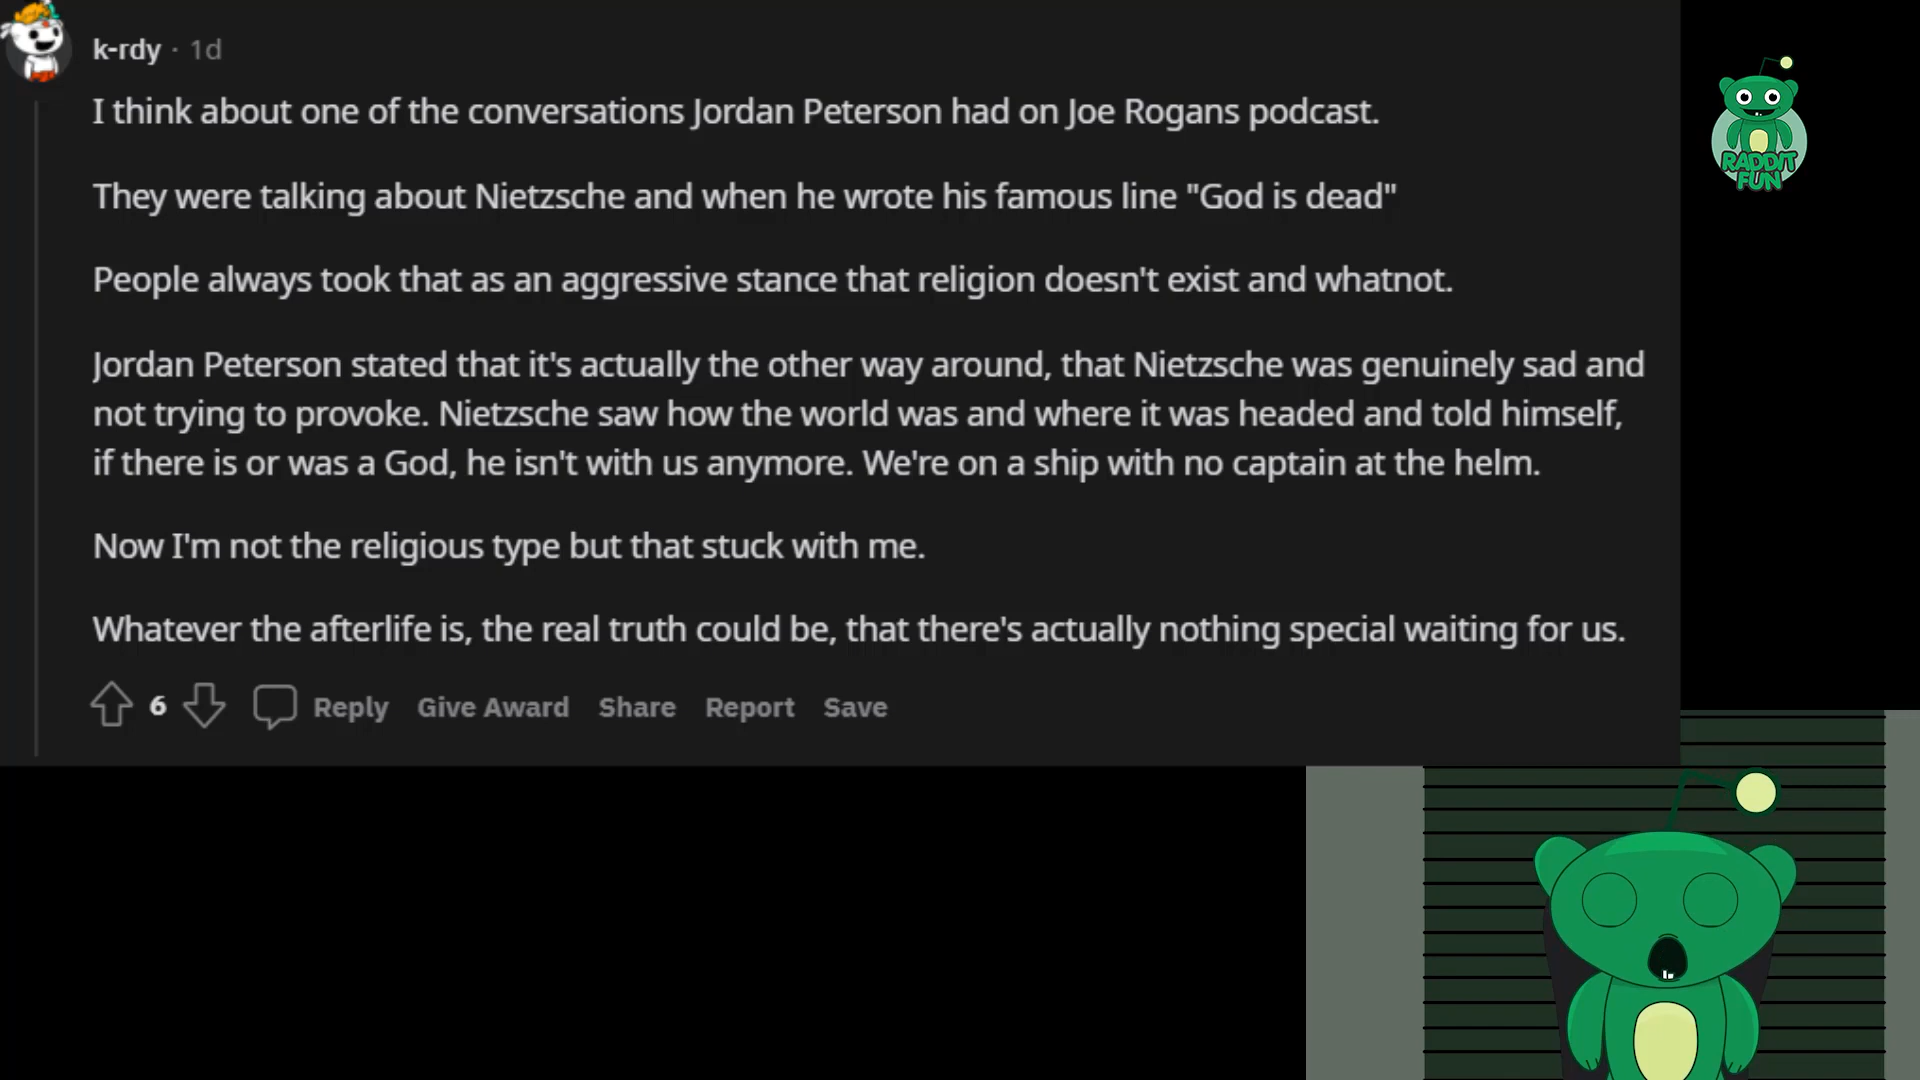 k-rdy · 1d
I think about one of the conversations Jordan Peterson had on Joe Rogans podcast.
They were talking about Nietzsche and when he wrote his famous line "God is dead"
People always took that as an aggressive stance that religion doesn't exist and whatnot.
Jordan Peterson stated that it's actually the other way around, that Nietzsche was genuinely sad and
not trying to provoke. Nietzsche saw how the world was and where it was headed and told himself,
if there is or was a God, he isn't with us anymore. We're on a ship with no captain at the helm.
Now I'm not the religious type but that stuck with me.
Whatever the afterlife is, the real truth could be, that there's actually nothing special waiting for us.
6 Reply Give Award Share Report Save
RADDIT
FUN